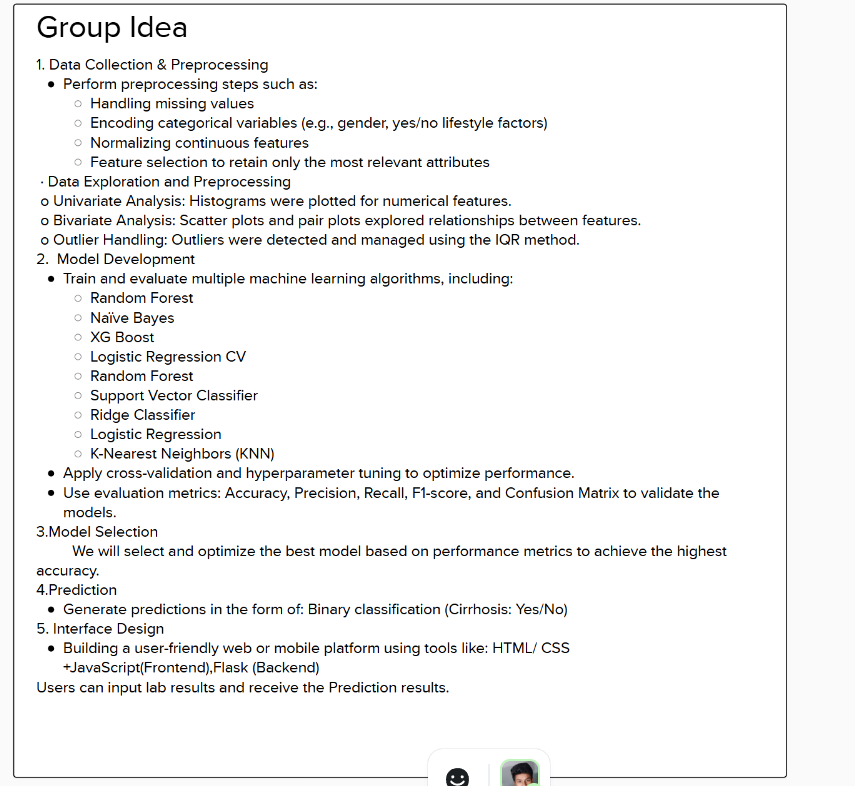 Group Idea
1. Data Collection & Preprocessing
● Perform preprocessing steps such as:
○ Handling missing values
○ Encoding categorical variables (e.g., gender, yes/no lifestyle factors)
○ Normalizing continuous features
○ Feature selection to retain only the most relevant attributes
· Data Exploration and Preprocessing
o Univariate Analysis: Histograms were plotted for numerical features.
o Bivariate Analysis: Scatter plots and pair plots explored relationships between features.
o Outlier Handling: Outliers were detected and managed using the IQR method.
2. Model Development
● Train and evaluate multiple machine learning algorithms, including:
○ Random Forest
○ Naïve Bayes
○ XG Boost
○ Logistic Regression CV
○ Random Forest
○ Support Vector Classifier
○ Ridge Classifier
○ Logistic Regression
○ K-Nearest Neighbors (KNN)
● Apply cross-validation and hyperparameter tuning to optimize performance.
● Use evaluation metrics: Accuracy, Precision, Recall, F1-score, and Confusion Matrix to validate the
models.
3.Model Selection
We will select and optimize the best model based on performance metrics to achieve the highest
accuracy.
4.Prediction
● Generate predictions in the form of: Binary classification (Cirrhosis: Yes/No)
5. Interface Design
● Building a user-friendly web or mobile platform using tools like: HTML/ CSS
+JavaScript(Frontend),Flask (Backend)
Users can input lab results and receive the Prediction results.